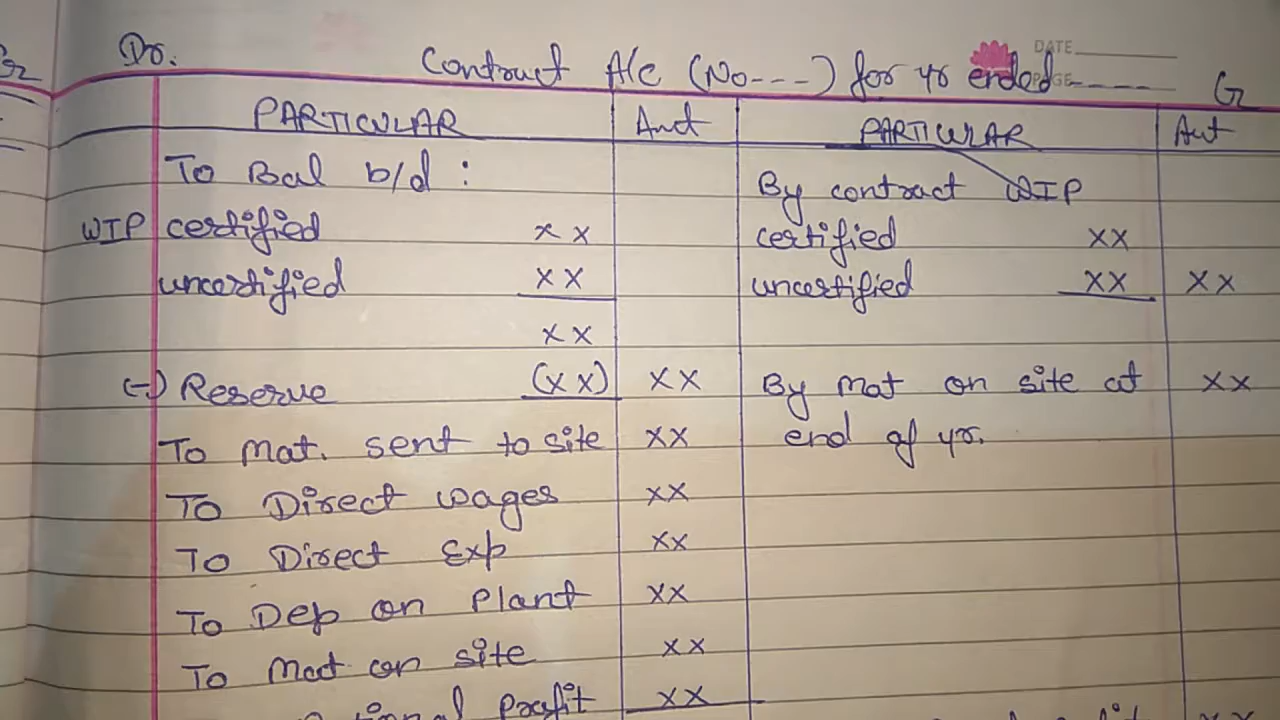 Dr. Contract A/c (No---) for yr ended----- Cr
DATE
PARTICULAR Amt PARTICULAR Amt
To Bal b/d : By contract WIP
WIP certified xx certified xx
uncertified xx uncertified xx xx
xx
(-) Reserve (xx) xx By Mat on site at xx
To Mat. sent to site xx end of yr.
To Direct wages xx
To Direct Exp xx
To Dep on Plant xx
To Mat on site xx
profit xx